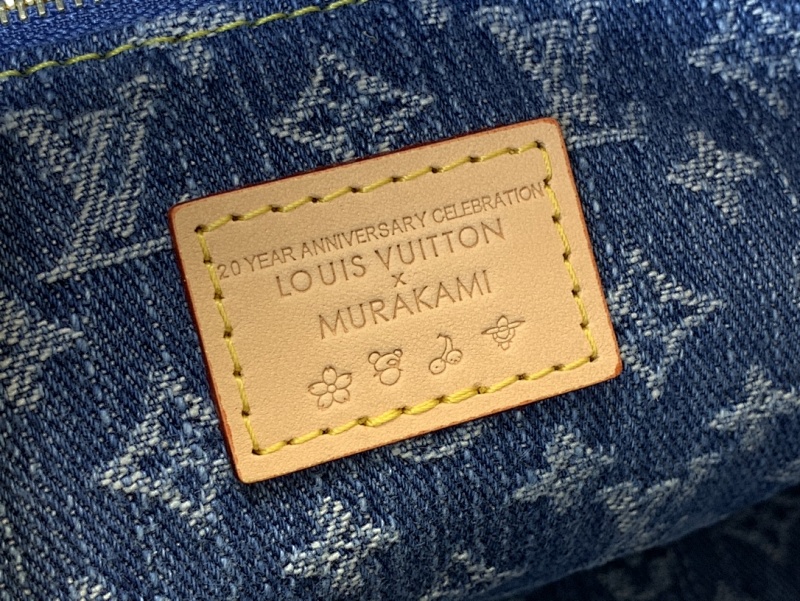 20 YEAR ANNIVERSARY CELEBRATION
LOUIS VUITTON
x
MURAKAMI